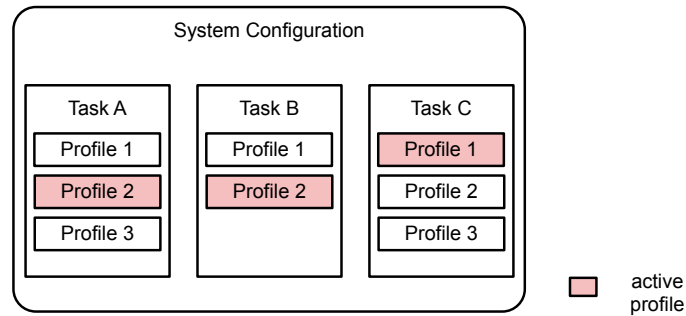 System Configuration
Task A
Profile 1
Profile 2
Profile 3
Task B
Profile 1
Profile 2
Task C
Profile 1
Profile 2
Profile 3
active
profile